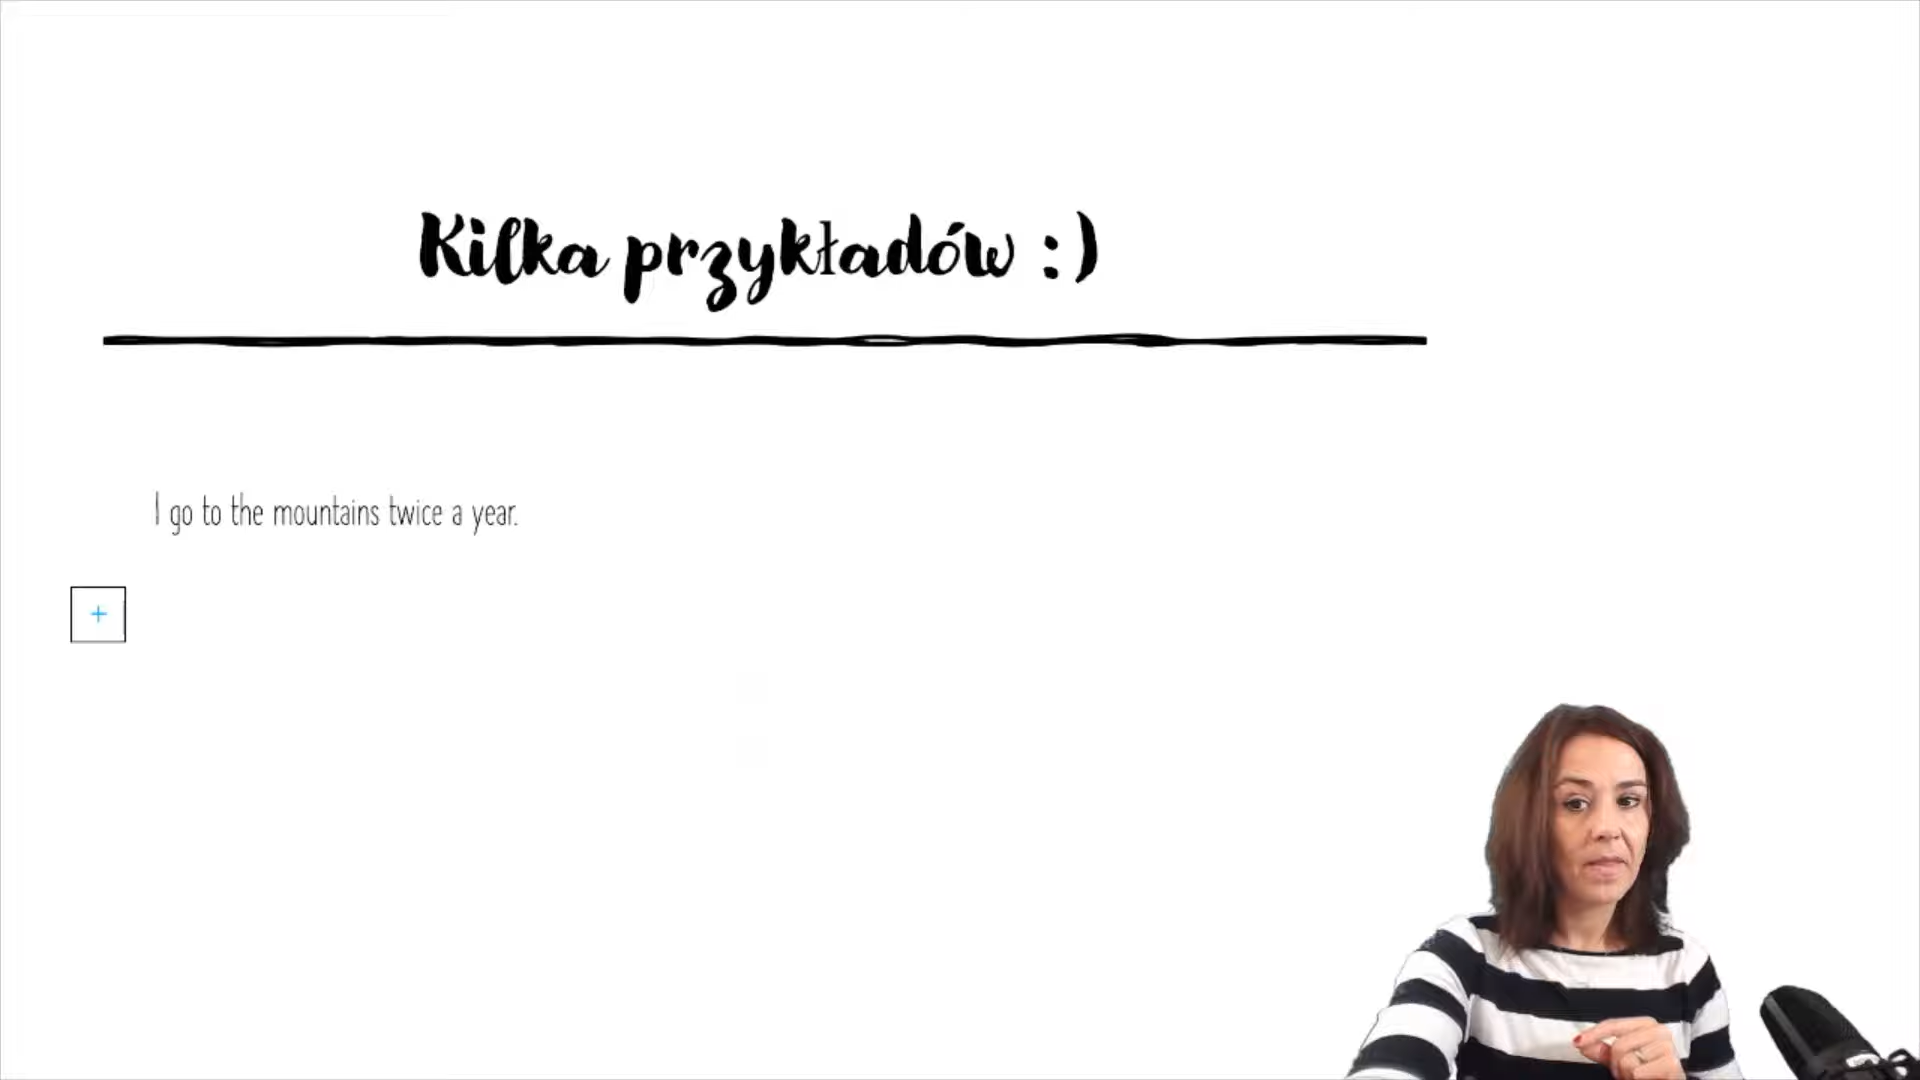 Kilka przykładów :)
I go to the mountains twice a year.
+